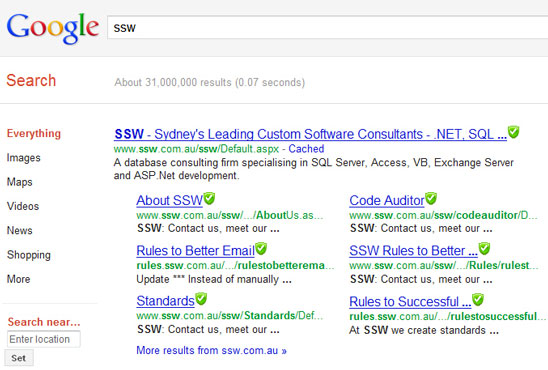 Google
ssw
Search
About 31,000,000 results (0.07 seconds)
Everything
Images
Maps
Videos
News
Shopping
More
Search near...
Enter location
Set
SSW - Sydney's Leading Custom Software Consultants - .NET, SQL ...
www.ssw.com.au/ssw/Default.aspx - Cached
A database consulting firm specialising in SQL Server, Access, VB, Exchange Server
and ASP.Net development.
About SSW
www.ssw.com.au/ssw/.../AboutUs.as...
SSW: Contact us, meet our ...
Rules to Better Email
rules.ssw.com.au/.../rulestobetterema...
Update *** Instead of manually ...
Standards
www.ssw.com.au/ssw/Standards/Def...
SSW: Contact us, meet our ...
More results from ssw.com.au »
Code Auditor
www.ssw.com.au/ssw/codeauditor/D...
SSW: Contact us, meet our ...
SSW Rules to Better ...
www.ssw.com.au/ssw/.../Rules/rulest...
SSW: Contact us, meet our ...
Rules to Successful ...
rules.ssw.com.au/.../rulestosuccessful...
At SSW we create standards ...